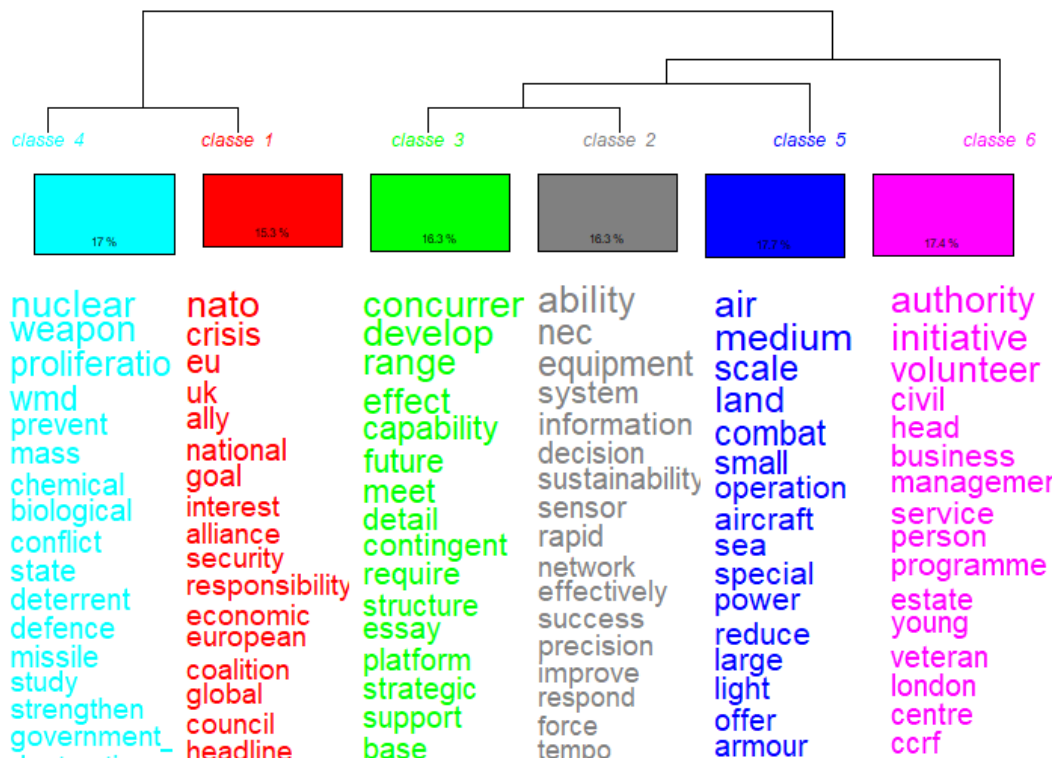 classe 4 classe 1 classe 3 classe 2 classe 5 classe 6
17 % 15.3 % 16.3 % 16.3 % 17.7 % 17.4 %
nuclear
weapon
proliferatio
wmd
prevent
mass
chemical
biological
conflict
state
deterrent
defence
missile
study
strengthen
government_
nato
crisis
eu
uk
ally
national
goal
interest
alliance
security
responsibility
economic
european
coalition
global
council
headline
concurrer
develop
range
effect
capability
future
meet
detail
contingent
require
structure
essay
platform
strategic
support
base
ability
nec
equipment
system
information
decision
sustainability
sensor
rapid
network
effectively
success
precision
improve
respond
force
tempo
air
medium
scale
land
combat
small
operation
aircraft
sea
special
power
reduce
large
light
offer
armour
authority
initiative
volunteer
civil
head
business
managemer
service
person
programme
estate
young
veteran
london
centre
ccrf